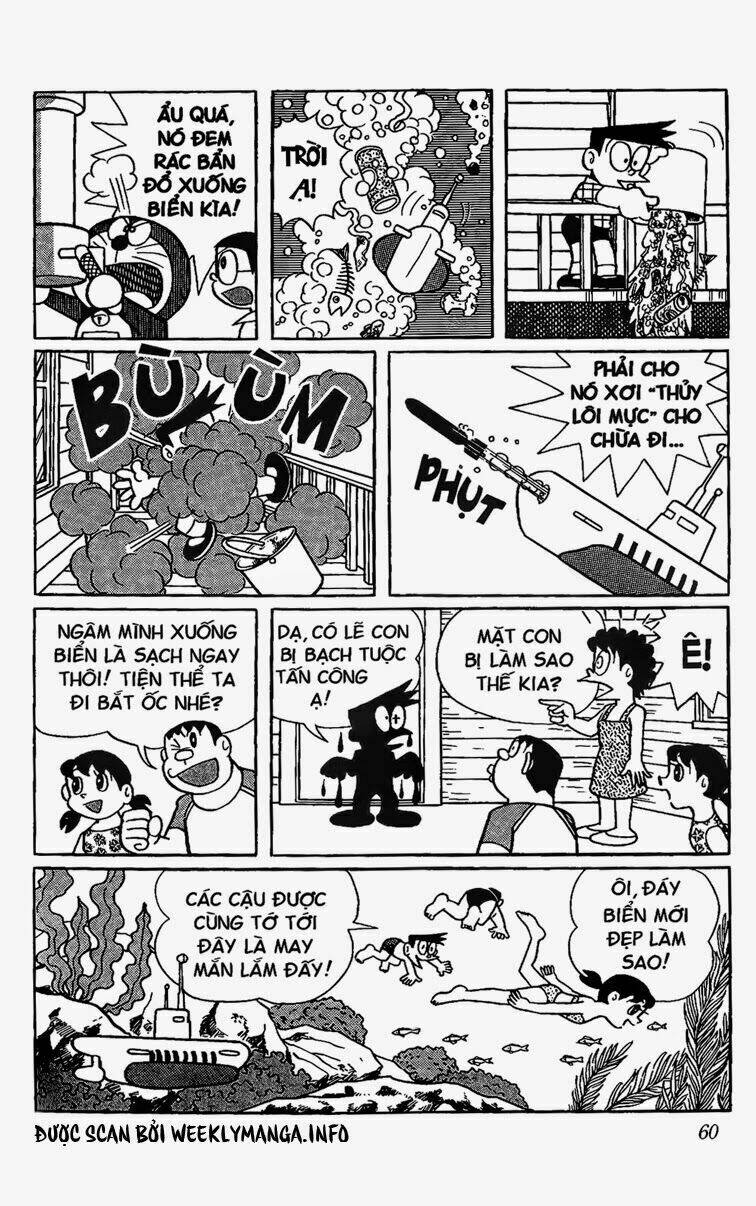 ẨU QUÁ,
NÓ ĐEM
RÁC BẨN
ĐỔ XUỐNG
BIỂN KÌA!
TRỜI
Ạ!
BÙ ÙM
PHẢI CHO
NÓ XƠI “THỦY
LÔI MỰC” CHO
CHỪA ĐI...
PHỤT
NGÂM MÌNH XUỐNG
BIỂN LÀ SẠCH NGAY
THÔI! TIỆN THỂ TA
ĐI BẮT ỐC NHÉ?
DẠ, CÓ LẼ CON
BỊ BẠCH TUỘC
TẤN CÔNG
Ạ!
MẶT CON
BỊ LÀM SAO
THẾ KIA?
Ê!
CÁC CẬU ĐƯỢC
CÙNG TỚ TỚI
ĐÂY LÀ MAY
MẮN LẮM ĐẤY!
ÔI, ĐÁY
BIỂN MỚI
ĐẸP LÀM
SAO!
ĐƯỢC SCAN BỞI WEEKLYMANGA.INFO
60